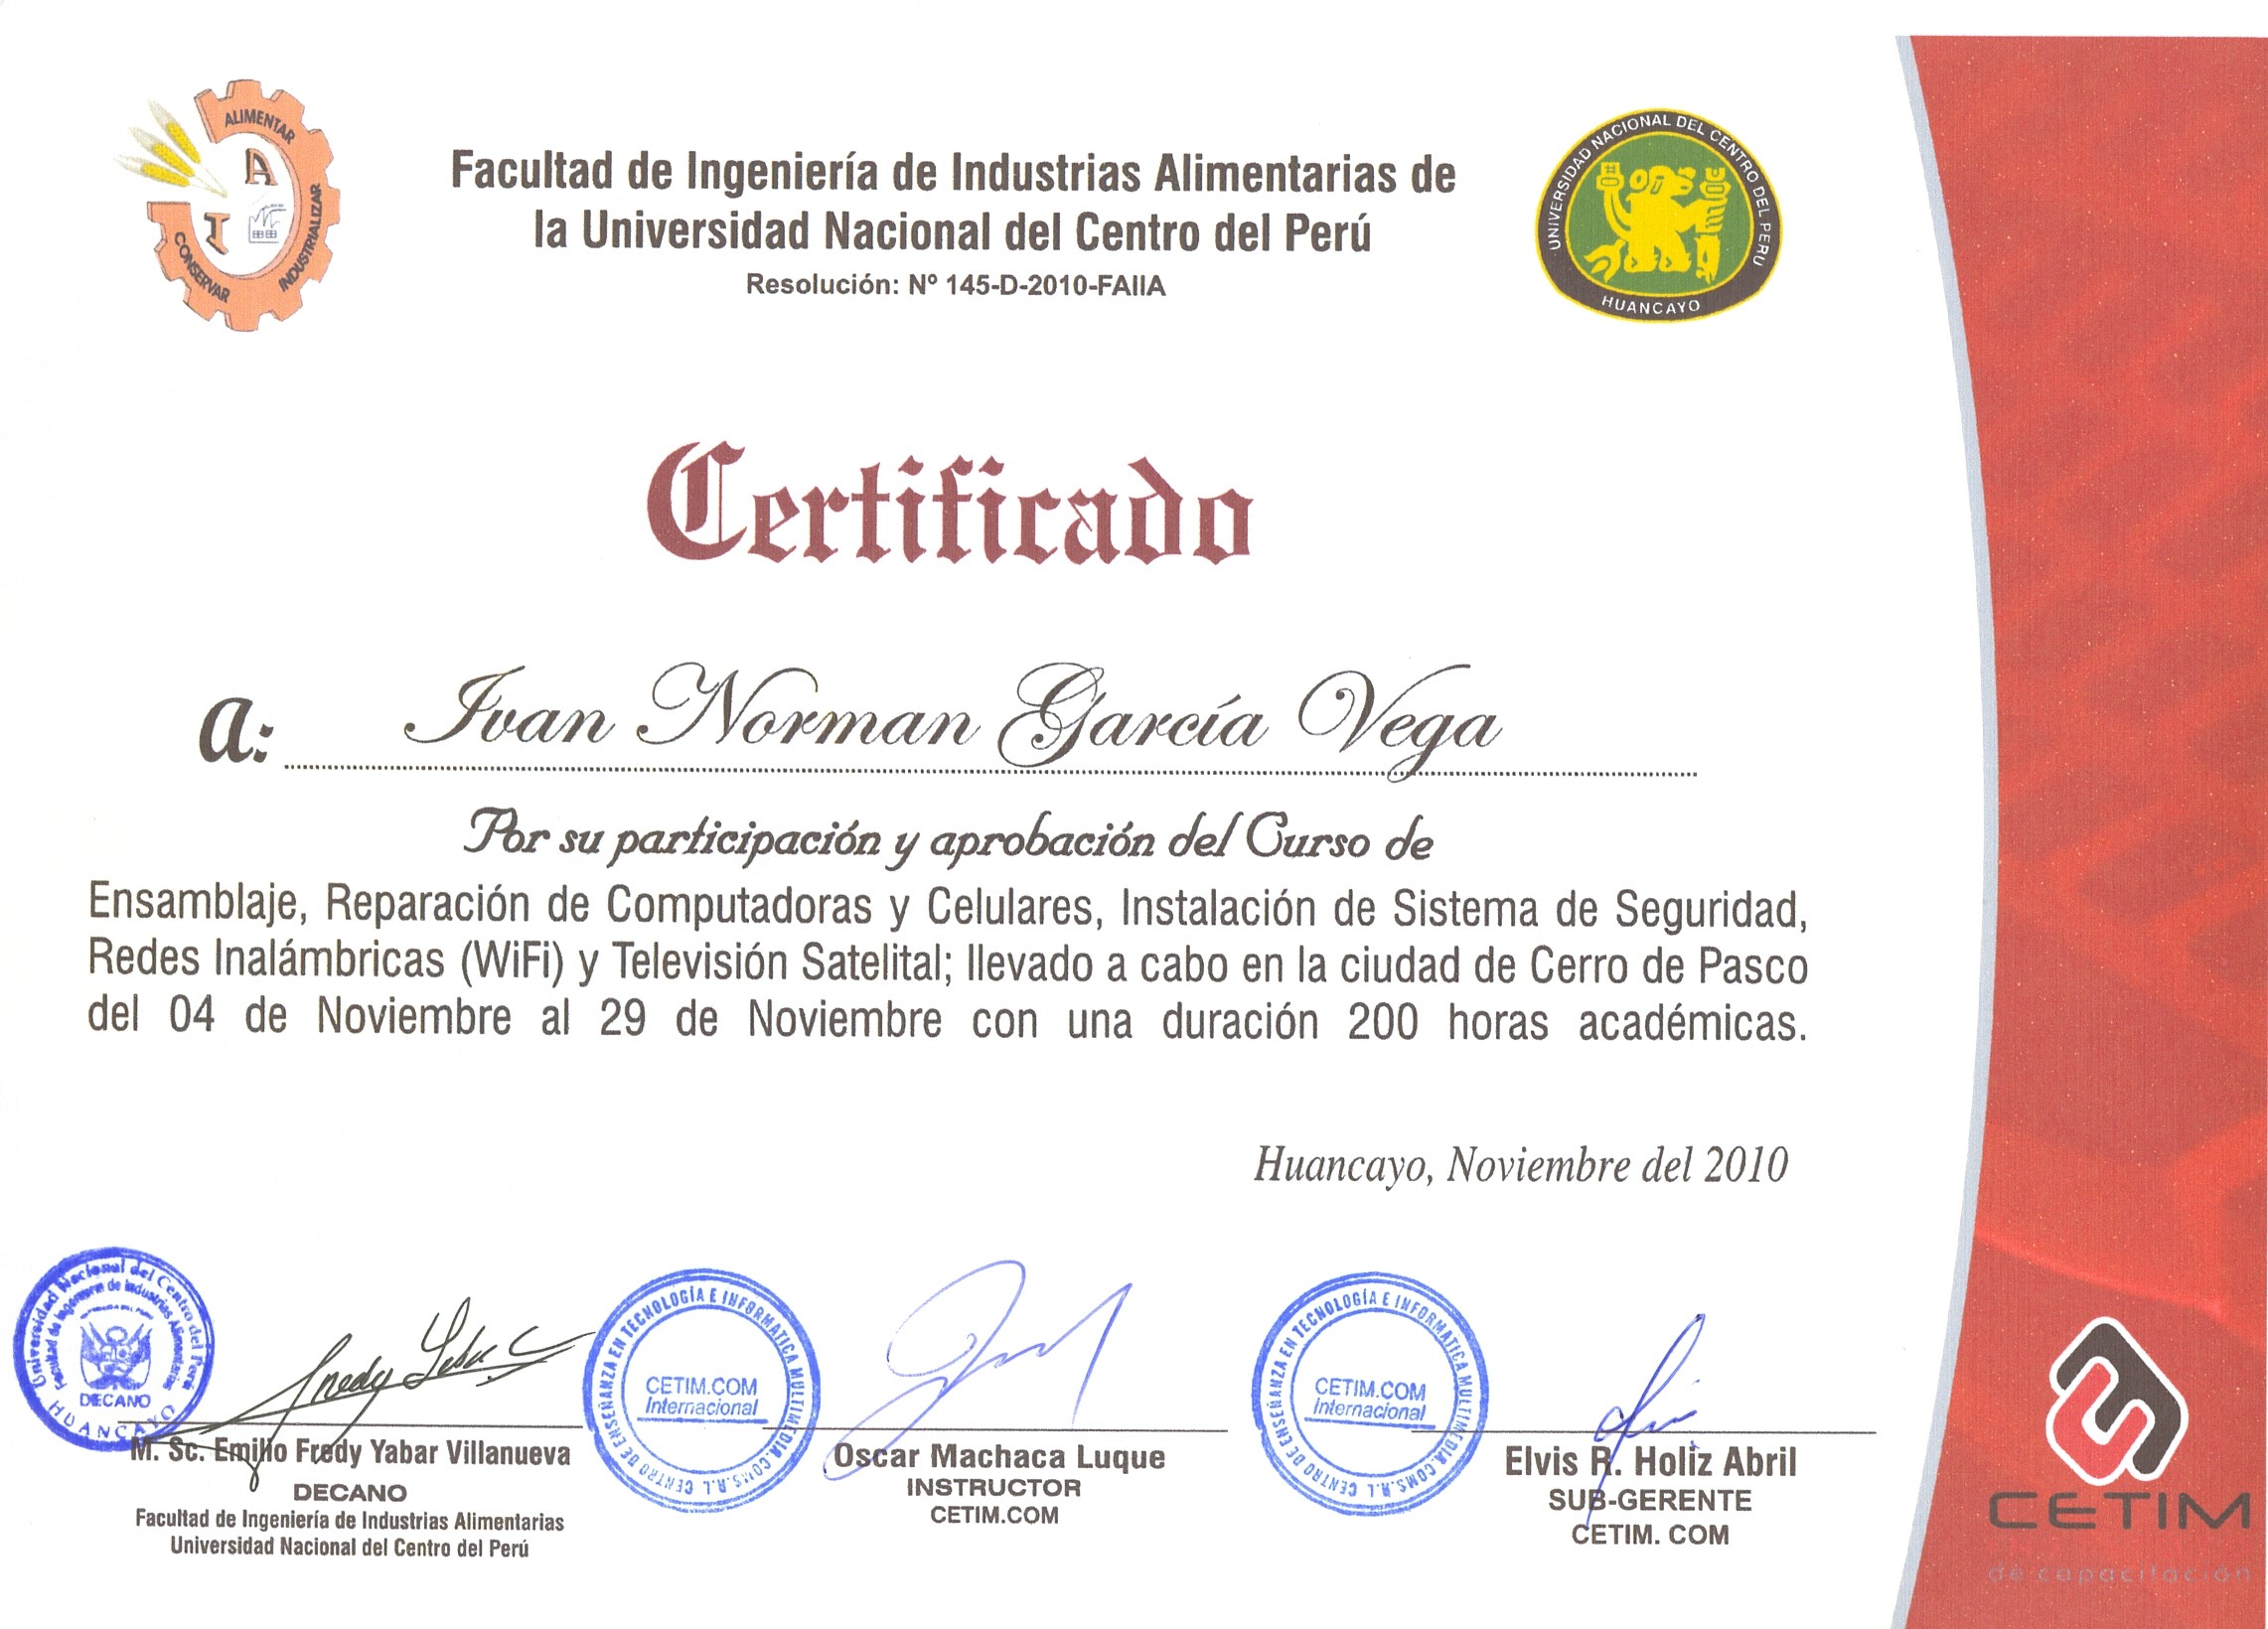 ALIMENTAR
A
I
CONSERVAR
INDUSTRIALIZAR
Facultad de Ingeniería de Industrias Alimentarias de
la Universidad Nacional del Centro del Perú
Resolución: Nº 145-D-2010-FAIIA
UNIVERSIDAD NACIONAL DEL CENTRO DEL PERU
HUANCAYO
Certificado
a: Ivan Norman García Vega
Por su participación y aprobación del Curso de
Ensamblaje, Reparación de Computadoras y Celulares, Instalación de Sistema de Seguridad,
Redes Inalámbricas (WiFi) y Televisión Satelital; llevado a cabo en la ciudad de Cerro de Pasco
del 04 de Noviembre al 29 de Noviembre con una duración 200 horas académicas.
Huancayo, Noviembre del 2010
Universidad Nacional del Centro del Perú
Facultad de Ingeniería de Industrias Alimentarias
DECANO
HUANCAYO
M. Sc. Emilio Fredy Yabar Villanueva
DECANO
Facultad de Ingeniería de Industrias Alimentarias
Universidad Nacional del Centro del Perú
CENTRO DE ENSEÑANZA EN TECNOLOGÍA E INFORMATICA MULTIMEDIA.COM S.R.L.
CETIM.COM
Internacional
Oscar Machaca Luque
INSTRUCTOR
CETIM.COM
CENTRO DE ENSEÑANZA EN TECNOLOGÍA E INFORMATICA MULTIMEDIA.COM S.R.L.
CETIM.COM
Internacional
Elvis R. Holiz Abril
SUB-GERENTE
CETIM. COM
CETIM
de capacitación